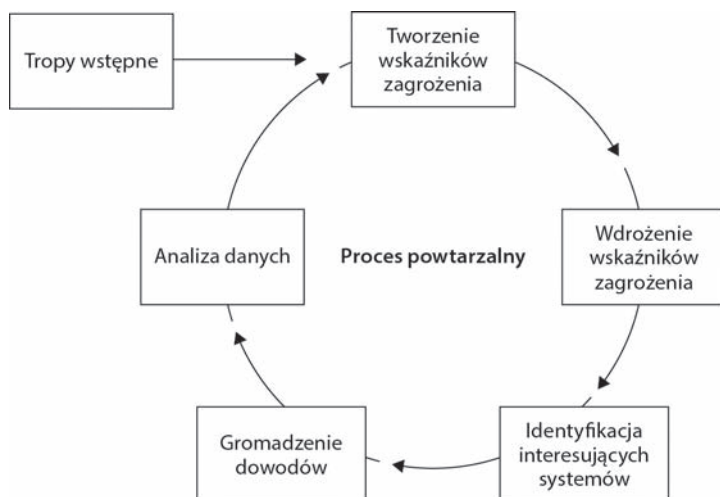 Tropy wstępne
Tworzenie
wskaźników
zagrożenia
Analiza danych
Proces powtarzalny
Wdrożenie
wskaźników
zagrożenia
Gromadzenie
dowodów
Identyfikacja
interesujących
systemów